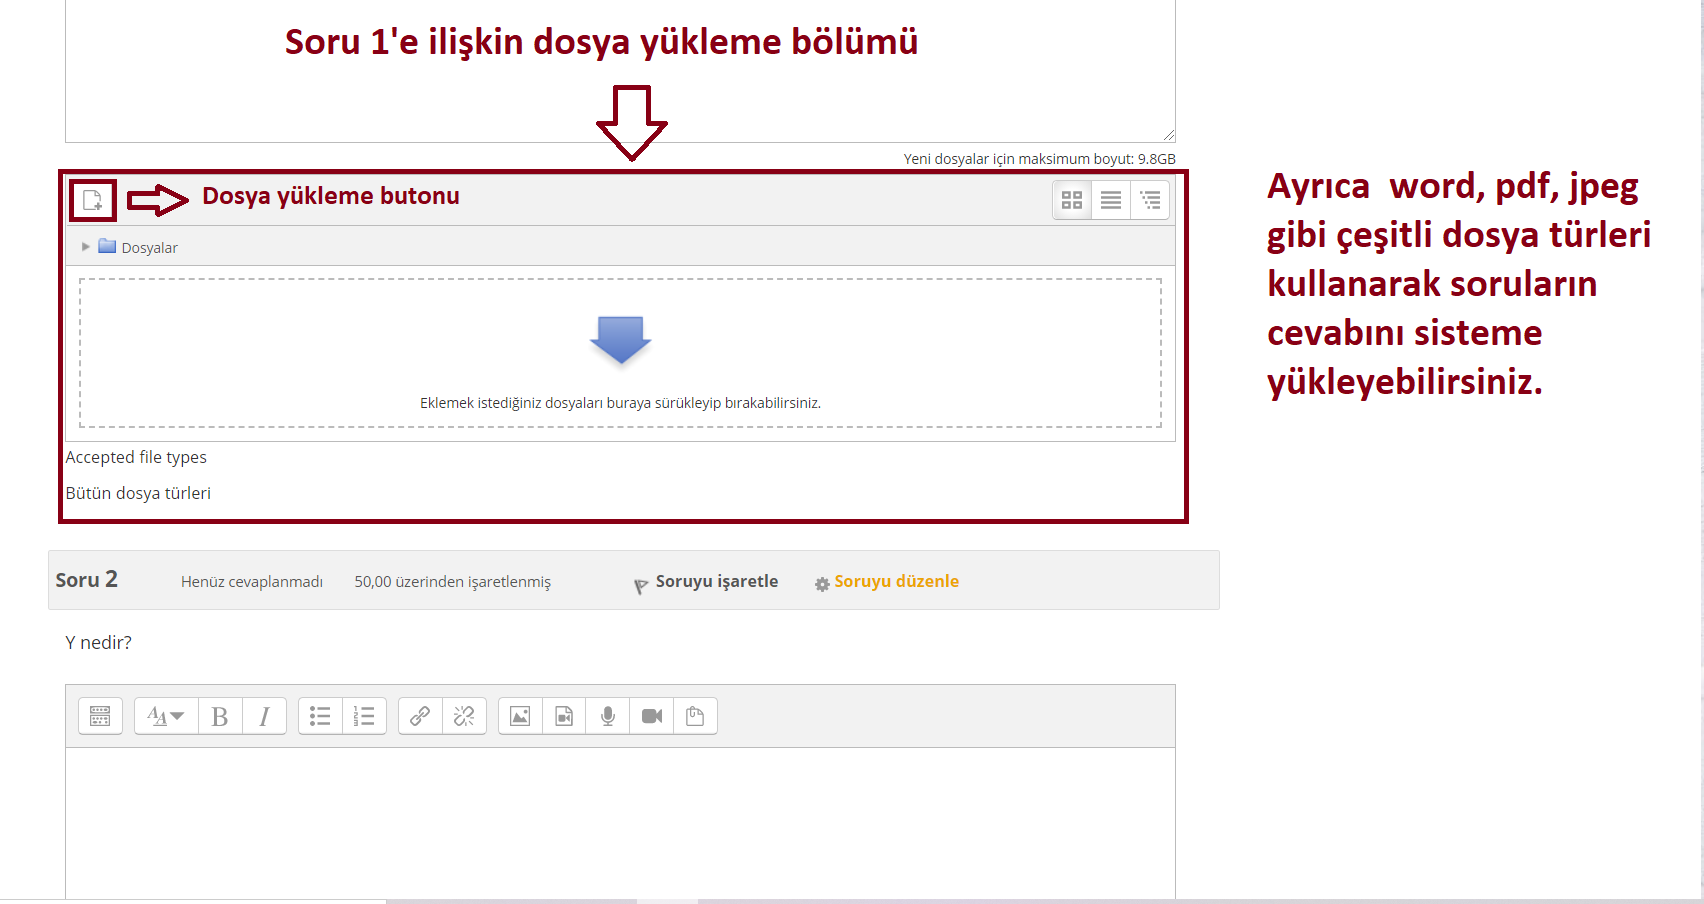 Soru 1'e ilişkin dosya yükleme bölümü
Yeni dosyalar için maksimum boyut: 9.8GB
Dosya yükleme butonu
Dosyalar
Eklemek istediğiniz dosyaları buraya sürükleyip bırakabilirsiniz.
Accepted file types
Bütün dosya türleri
Ayrıca word, pdf, jpeg
gibi çeşitli dosya türleri
kullanarak soruların
cevabını sisteme
yükleyebilirsiniz.
Soru 2 Henüz cevaplanmadı 50,00 üzerinden işaretlenmiş Soruyu işaretle Soruyu düzenle
Y nedir?